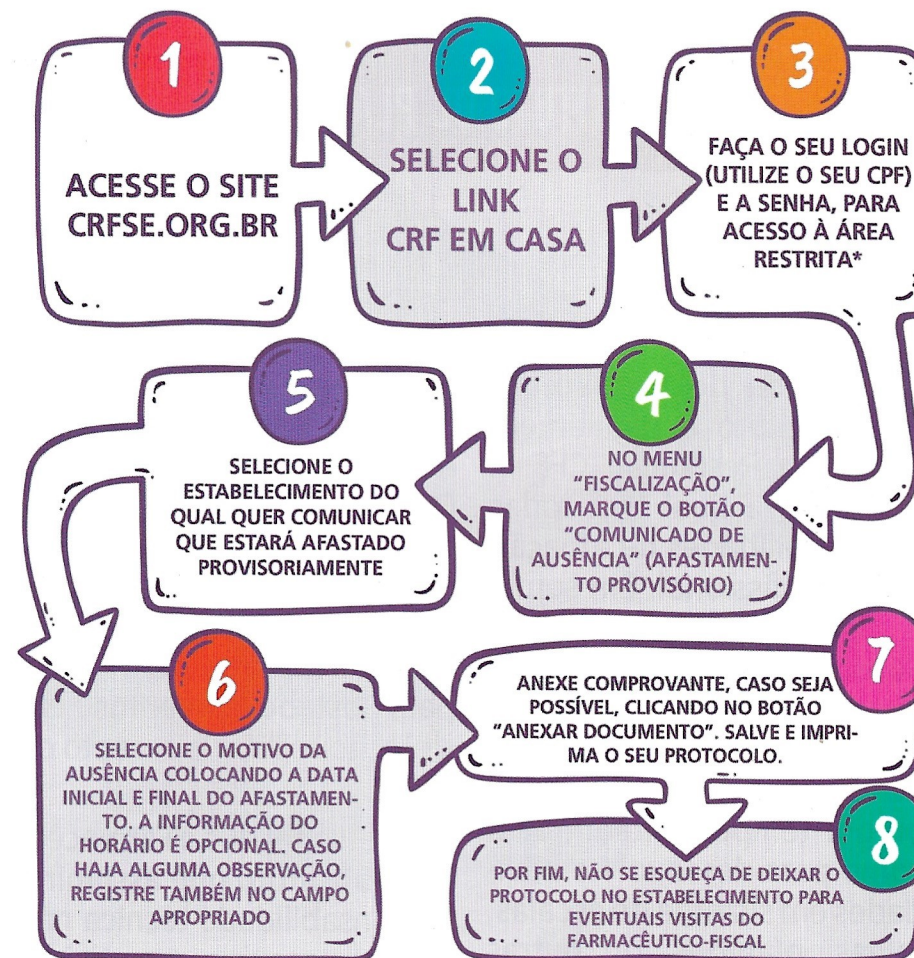 1
ACESSE O SITE
CRFSE.ORG.BR
2
SELECIONE O
LINK
CRF EM CASA
3
FAÇA O SEU LOGIN
(UTILIZE O SEU CPF)
E A SENHA, PARA
ACESSO À ÁREA
RESTRITA*
4
NO MENU
"FISCALIZAÇÃO",
MARQUE O BOTÃO
"COMUNICADO DE
AUSÊNCIA" (AFASTAMEN-
TO PROVISÓRIO)
5
SELECIONE O
ESTABELECIMENTO DO
QUAL QUER COMUNICAR
QUE ESTARÁ AFASTADO
PROVISORIAMENTE
6
SELECIONE O MOTIVO DA
AUSÊNCIA COLOCANDO A DATA
INICIAL E FINAL DO AFASTAMEN-
TO. A INFORMAÇÃO DO
HORÁRIO É OPCIONAL. CASO
HAJA ALGUMA OBSERVAÇÃO,
REGISTRE TAMBÉM NO CAMPO
APROPRIADO
7
ANEXE COMPROVANTE, CASO SEJA
POSSÍVEL, CLICANDO NO BOTÃO
"ANEXAR DOCUMENTO". SALVE E IMPRI-
MA O SEU PROTOCOLO.
8
POR FIM, NÃO SE ESQUEÇA DE DEIXAR O
PROTOCOLO NO ESTABELECIMENTO PARA
EVENTUAIS VISITAS DO
FARMACÊUTICO-FISCAL